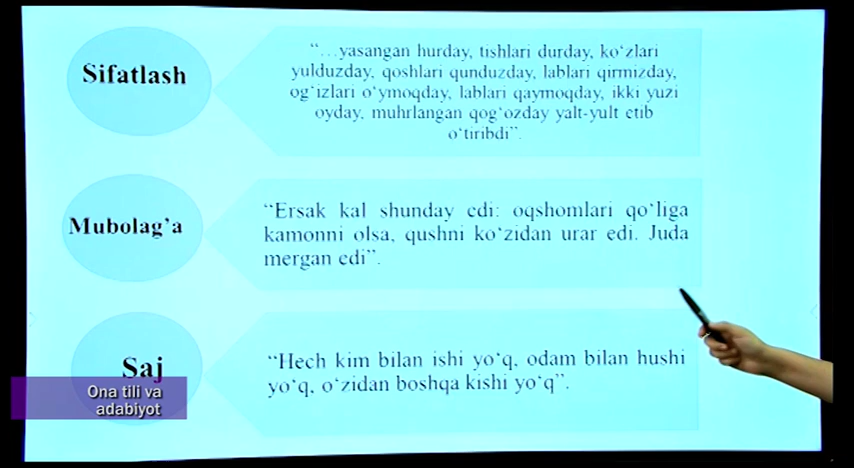 Sifatlash
“…yasangan hurday, tishlari durday, ko‘zlari
yulduzday, qoshlari qunduzday, lablari qirmizday,
og‘izlari o‘ymoqday, lablari qaymoqday, ikki yuzi
oyday, muhrlangan qog‘ozday yalt-yult etib
o‘tiribdi”.
Mubolag’a
“Ersak kal shunday edi: oqshomlari qo‘liga
kamonni olsa, qushni ko‘zidan urar edi. Juda
mergan edi”.
Saj
“Hech kim bilan ishi yo‘q, odam bilan hushi
yo‘q, o‘zidan boshqa kishi yo‘q”.
Ona tili va
adabiyot